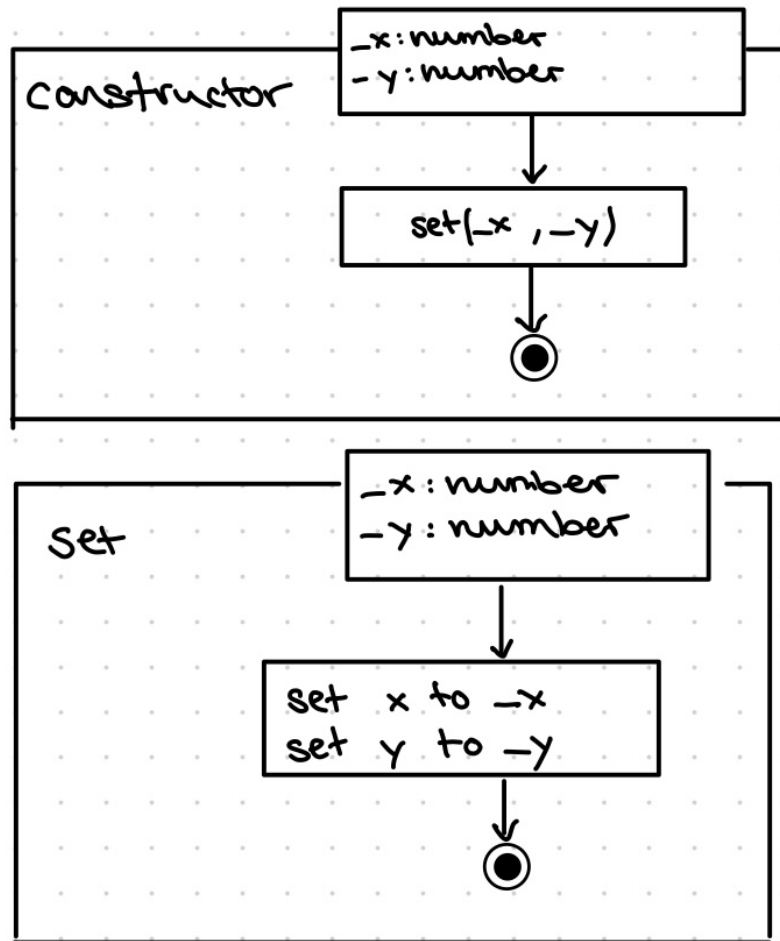 _x: number
_y: number
constructor
set(_x , _y)
_x: number
_y: number
set
set x to _x
set y to _y